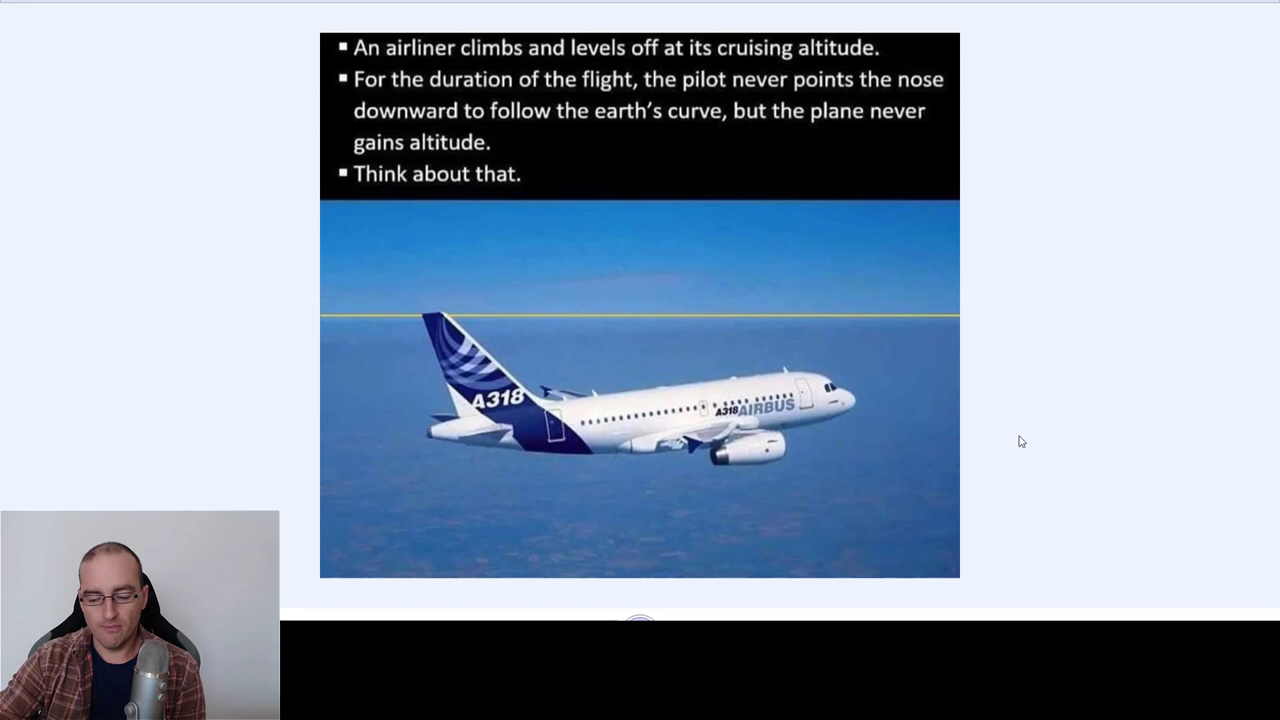 ▪ An airliner climbs and levels off at its cruising altitude.
▪ For the duration of the flight, the pilot never points the nose
downward to follow the earth's curve, but the plane never
gains altitude.
▪ Think about that.
A318
A318 AIRBUS